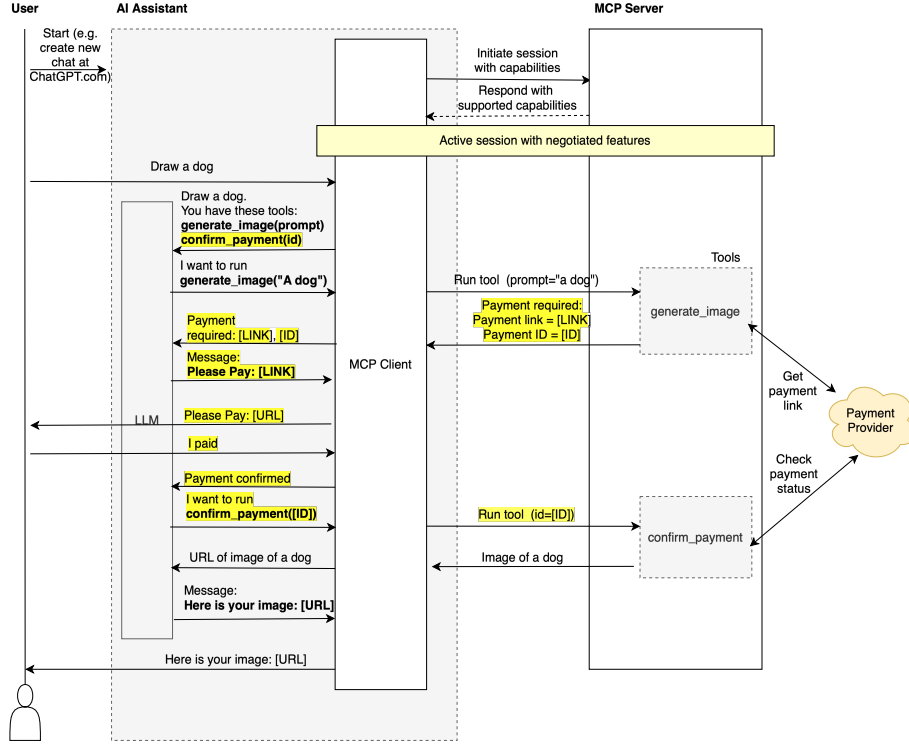 User
AI Assistant
MCP Server
Start (e.g.
create new
chat at
ChatGPT.com)
Initiate session
with capabilities
Respond with
supported capabilities
Active session with negotiated features
Draw a dog
Draw a dog.
You have these tools:
generate_image(prompt)
confirm_payment(id)
I want to run
generate_image("A dog")
Run tool (prompt="a dog")
Tools
generate_image
Payment required:
Payment link = [LINK]
Payment ID = [ID]
Payment
required: [LINK], [ID]
Message:
Please Pay: [LINK]
MCP Client
Get
payment
link
Payment
Provider
LLM
Please Pay: [URL]
I paid
Check
payment
status
Payment confirmed
I want to run
confirm_payment([ID])
Run tool (id=[ID])
confirm_payment
URL of image of a dog
Image of a dog
Message:
Here is your image: [URL]
Here is your image: [URL]